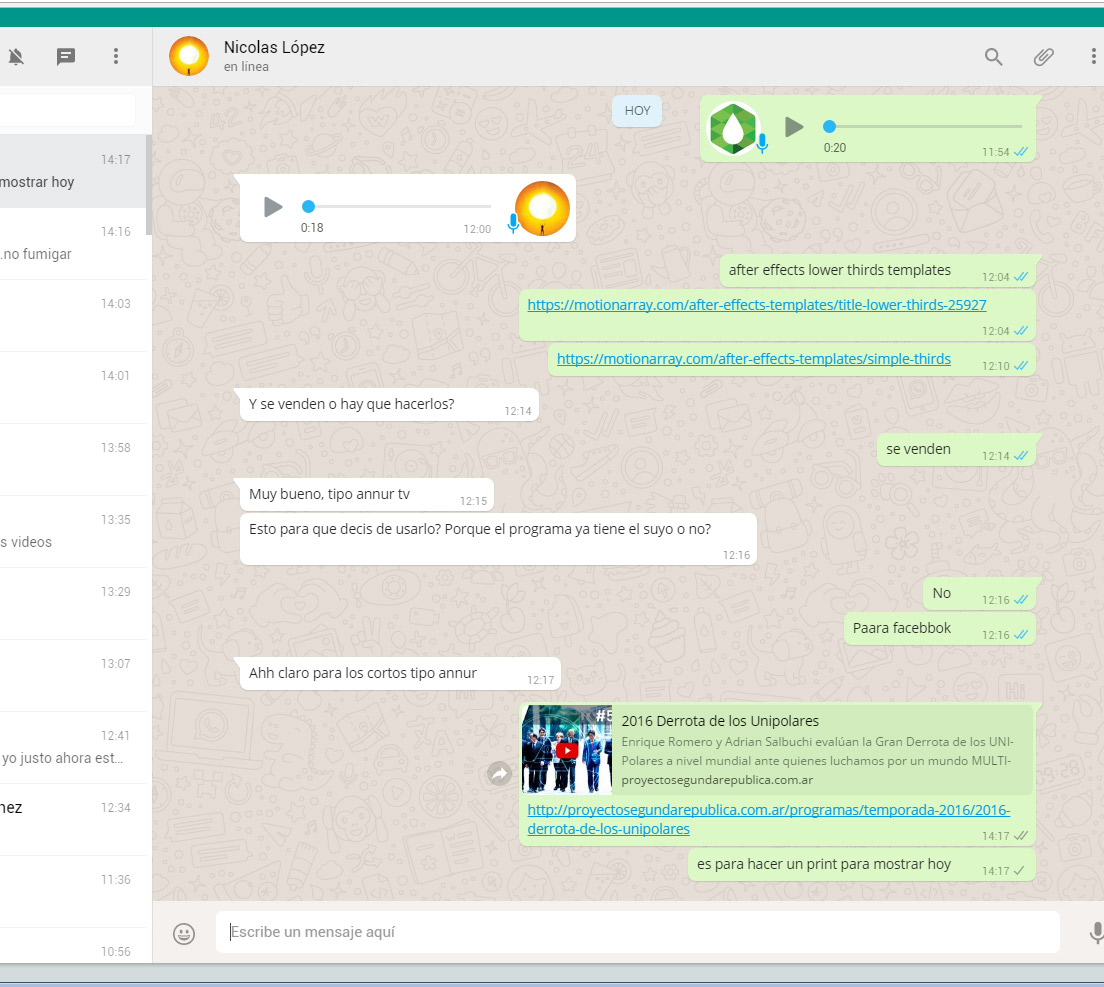 Nicolas López
en línea
14:17
mostrar hoy
14:16
.no fumigar
14:03
14:01
13:58
13:35
s videos
13:29
13:07
12:41
yo justo ahora est...
nez
12:34
11:36
10:56
HOY
0:20
11:54
0:18
12:00
after effects lower thirds templates
12:04
https://motionarray.com/after-effects-templates/title-lower-thirds-25927
12:04
https://motionarray.com/after-effects-templates/simple-thirds
12:10
Y se venden o hay que hacerlos?
12:14
se venden
12:14
Muy bueno, tipo annur tv
12:15
Esto para que decis de usarlo? Porque el programa ya tiene el suyo o no?
12:16
No
12:16
Paara facebbok
12:16
Ahh claro para los cortos tipo annur
12:17
#5
2016 Derrota de los Unipolares
Enrique Romero y Adrian Salbuchi evalúan la Gran Derrota de los UNI-
Polares a nivel mundial ante quienes luchamos por un mundo MULTI-
proyectosegundarepublica.com.ar
http://proyectosegundarepublica.com.ar/programas/temporada-2016/2016-
derrota-de-los-unipolares
14:17
es para hacer un print para mostrar hoy
14:17
Escribe un mensaje aquí